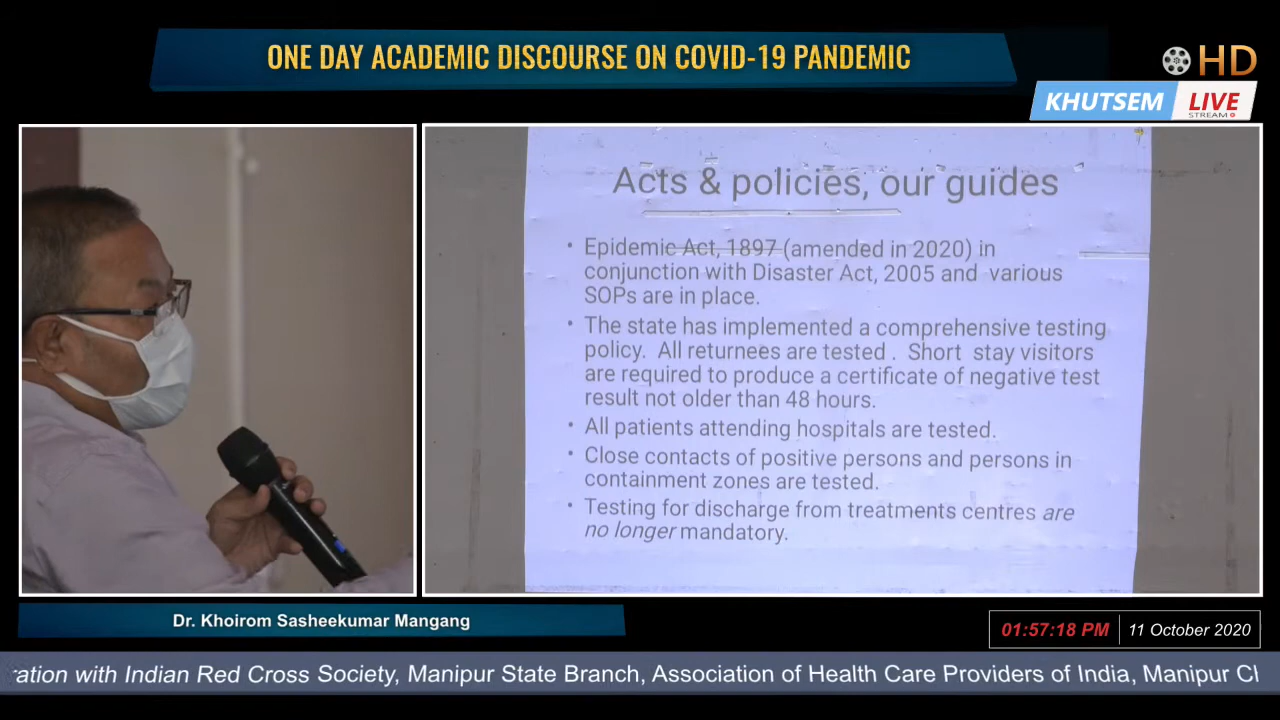 ONE DAY ACADEMIC DISCOURSE ON COVID-19 PANDEMIC
HD
KHUTSEM LIVE
STREAM
Acts & policies, our guides
• Epidemic Act, 1897 (amended in 2020) in
conjunction with Disaster Act, 2005 and various
SOPs are in place.
• The state has implemented a comprehensive testing
policy. All returnees are tested . Short stay visitors
are required to produce a certificate of negative test
result not older than 48 hours.
• All patients attending hospitals are tested.
• Close contacts of positive persons and persons in
containment zones are tested.
• Testing for discharge from treatments centres are
no longer mandatory.
Dr. Khoirom Sasheekumar Mangang
01:57:18 PM 11 October 2020
ation with Indian Red Cross Society, Manipur State Branch, Association of Health Care Providers of India, Manipur